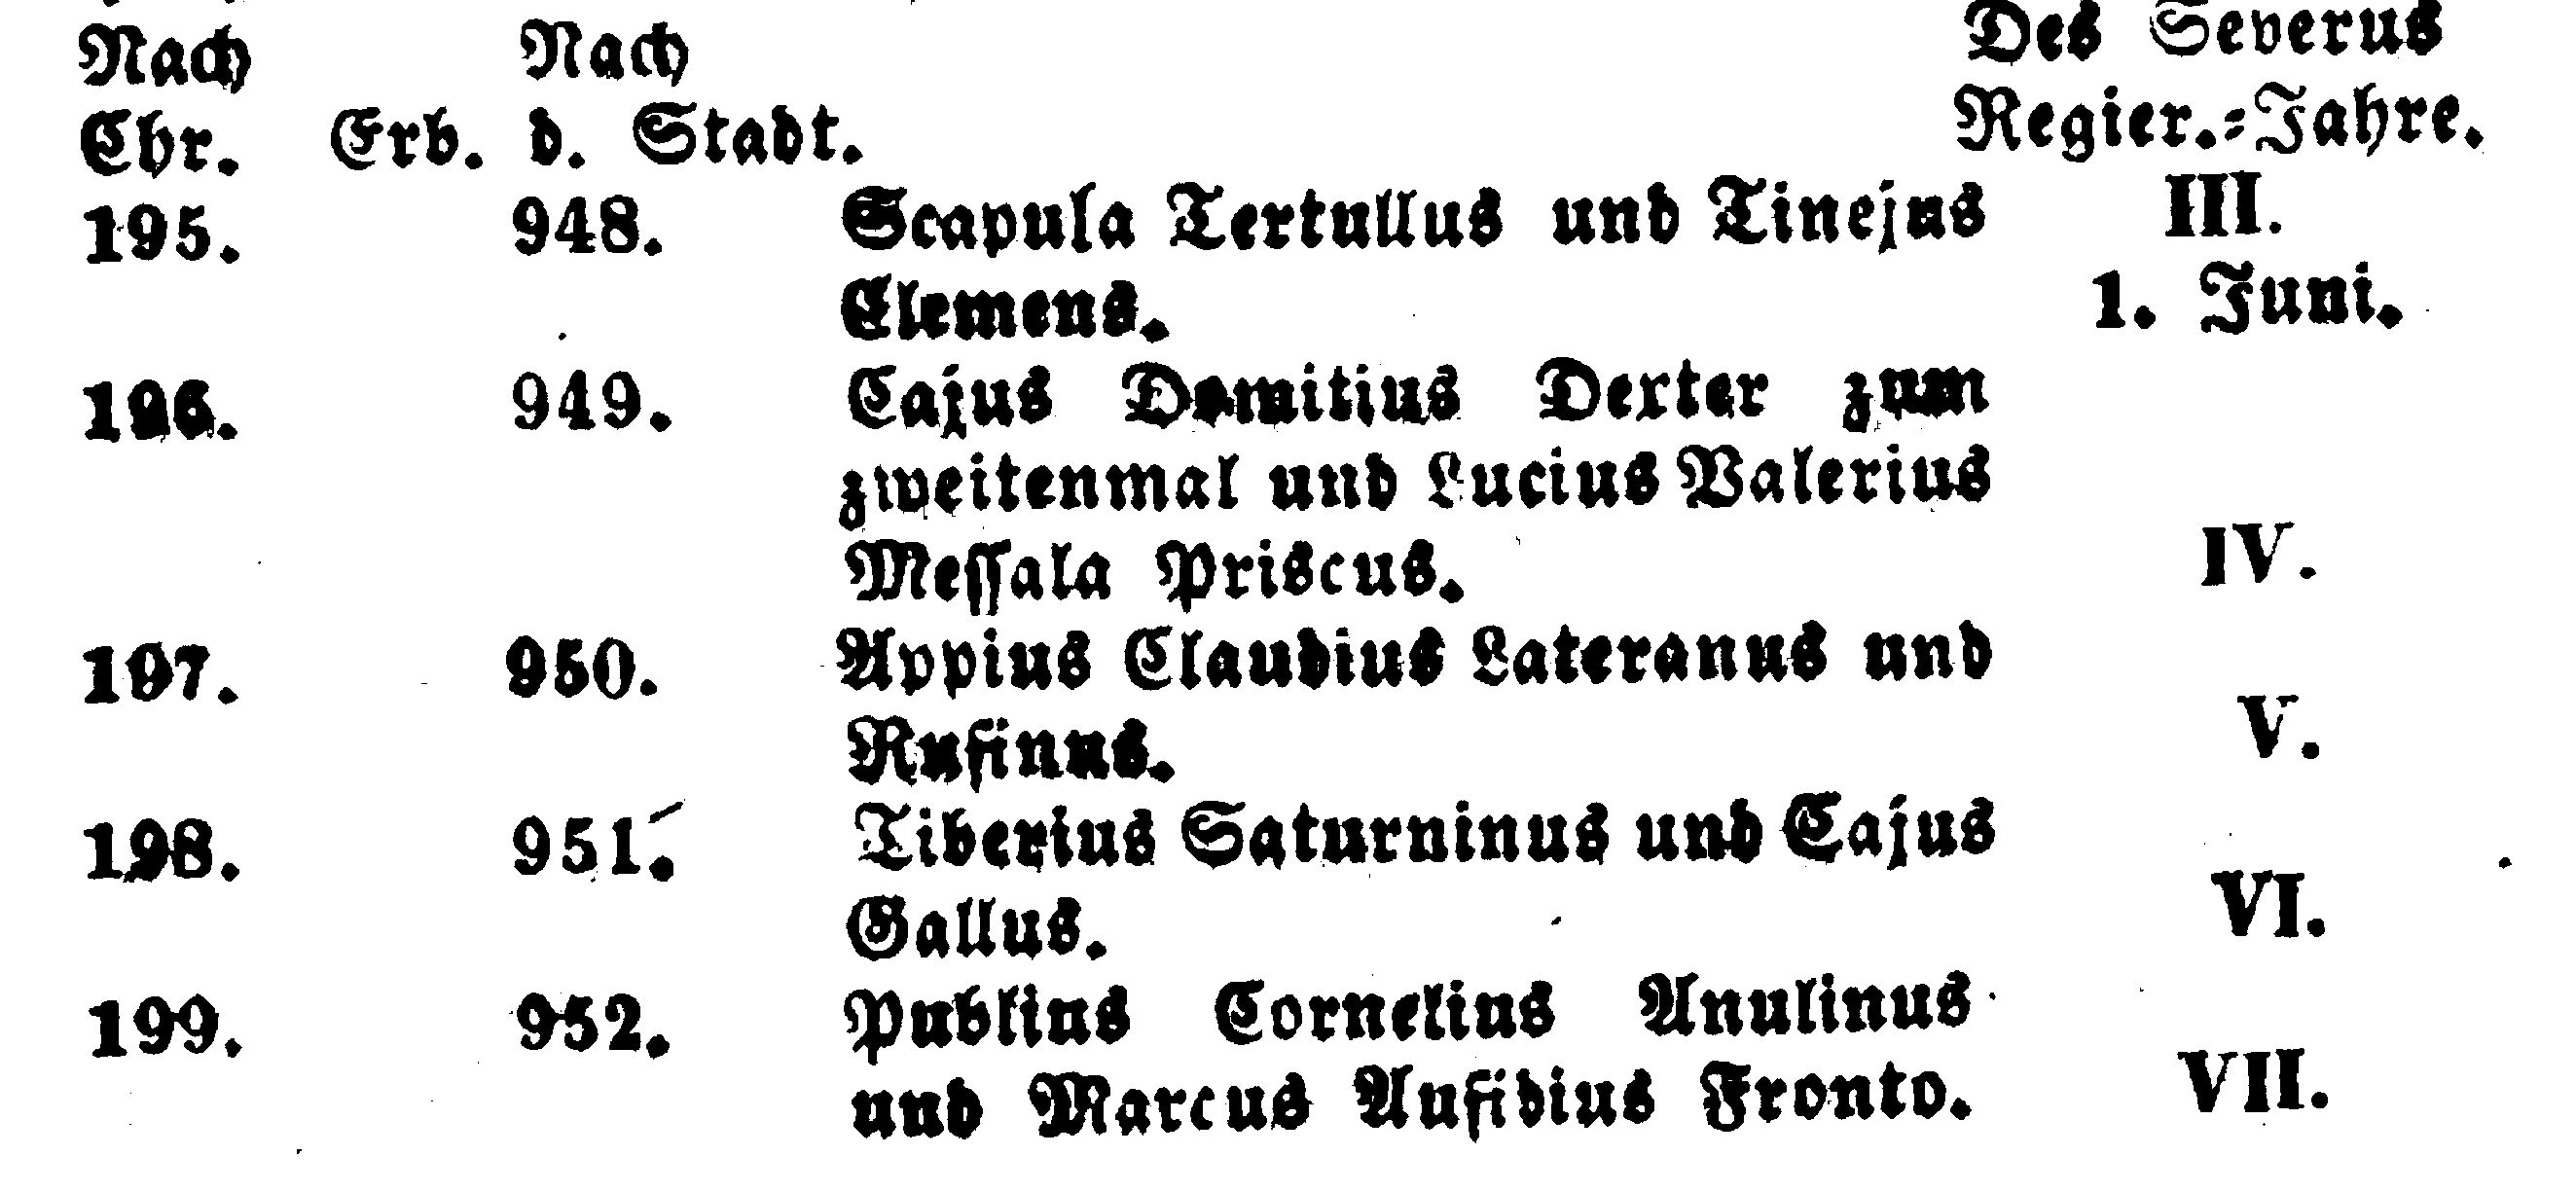 Nach Nach Des Severus
Chr. Erb. d. Stadt. Regier.⸗Jahre.
195. 948. Scapula Tertullus und Tinejus III.
Clemens. 1. Juni.
196. 949. Cajus Domitius Dexter zum
zweitenmal und Lucius Valerius
Messala Priscus. IV.
197. 950. Appius Claudius Lateranus und
Rufinus. V.
198. 951. Tiberius Saturninus und Cajus
Gallus. VI.
199. 952. Publius Cornelius Anulinus
und Marcus Aufidius Fronto. VII.